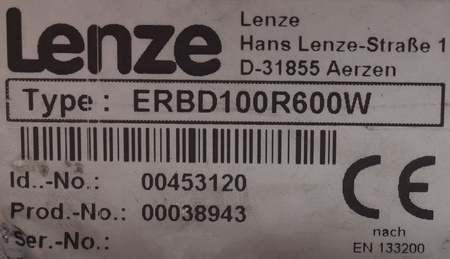 Lenze
Lenze
Hans Lenze-Straße 1
D-31855 Aerzen
Type : ERBD100R600W
Id..-No.: 00453120
Prod.-No.: 00038943
Ser.-No.:
CE
nach
EN 133200